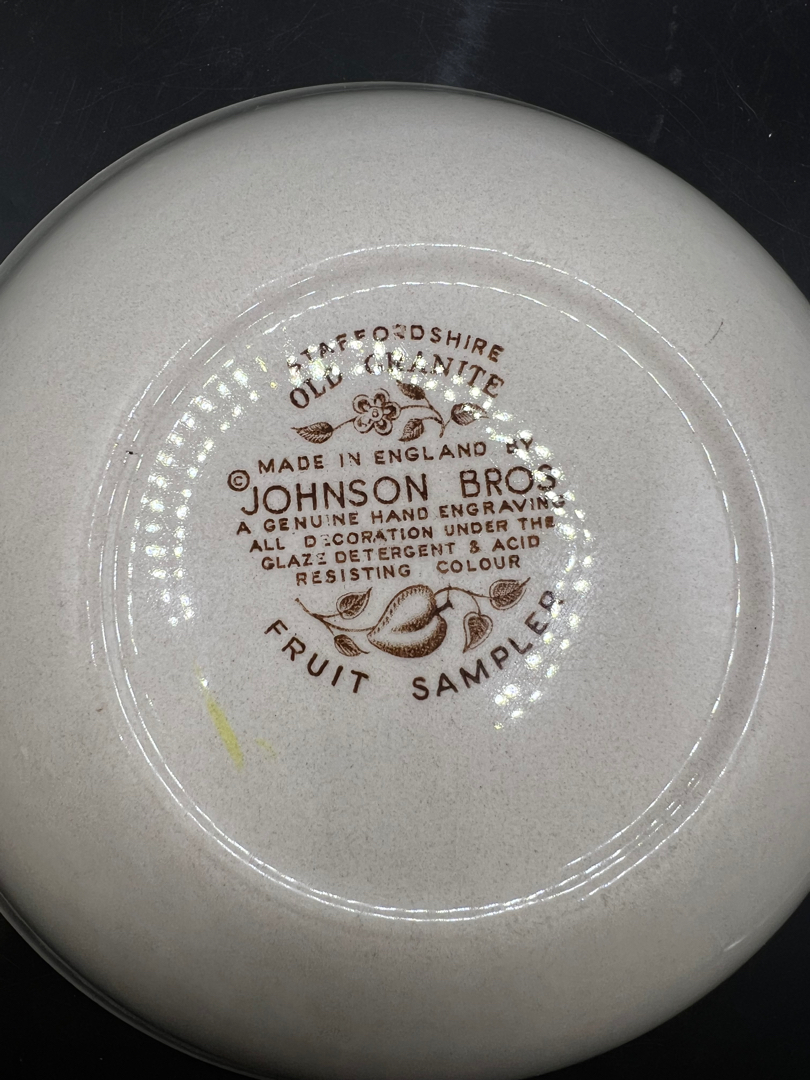 STAFFORDSHIRE
OLD GRANITE
MADE IN ENGLAND BY
© JOHNSON BROS
A GENUINE HAND ENGRAVING
ALL DECORATION UNDER THE
GLAZE DETERGENT & ACID
RESISTING COLOUR
FRUIT SAMPLER